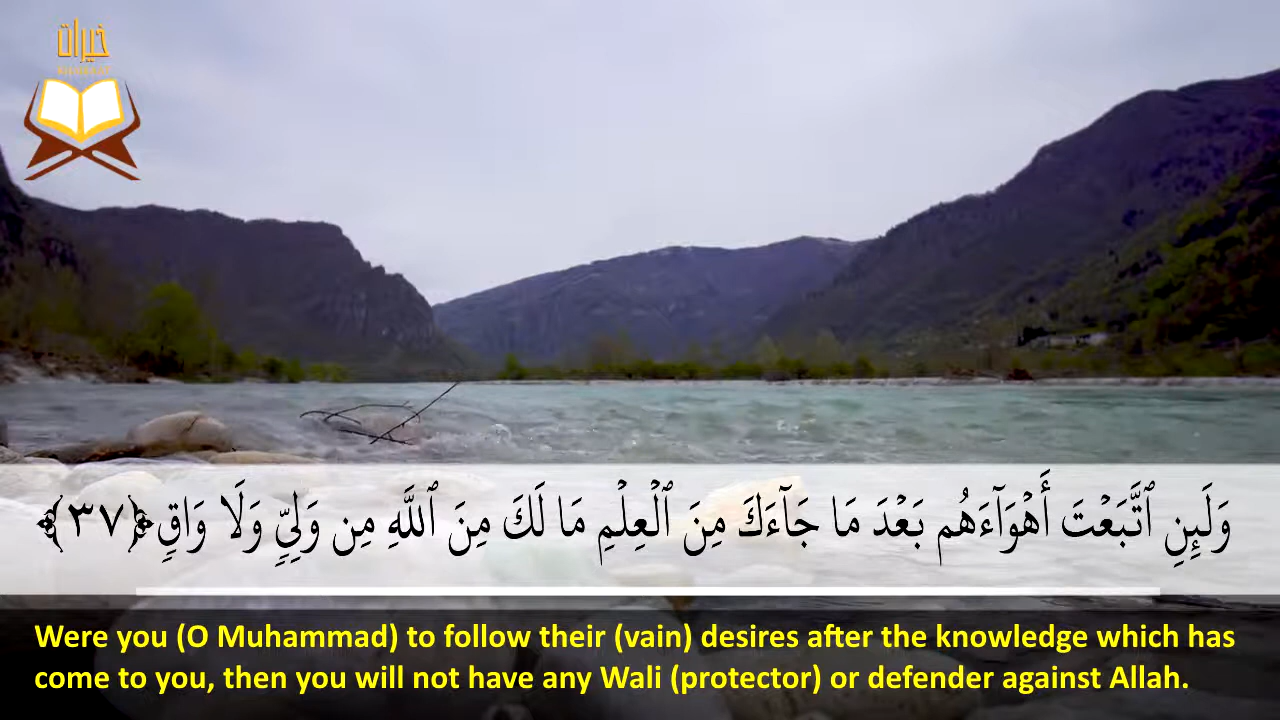 خيرات
وَلَئِنِ ٱتَّبَعْتَ أَهْوَآءَهُم بَعْدَ مَا جَآءَكَ مِنَ ٱلْعِلْمِ مَا لَكَ مِنَ ٱللَّهِ مِن وَلِىٍّ وَلَا وَاقٍ ﴿٣٧﴾
Were you (O Muhammad) to follow their (vain) desires after the knowledge which has
come to you, then you will not have any Wali (protector) or defender against Allah.